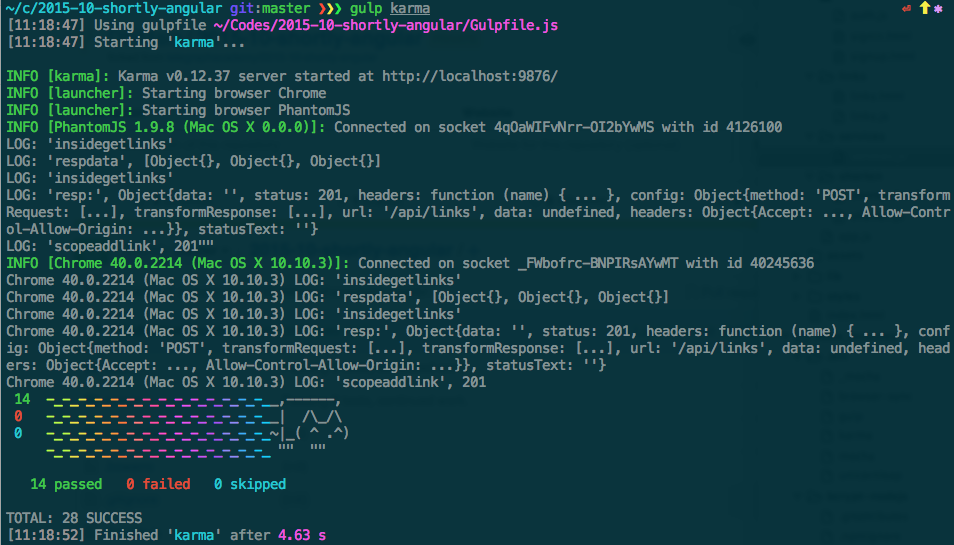 ~/c/2015-10-shortly-angular git:master ❯❯❯ gulp karma ⏎ ⬆ ✱
[11:18:47] Using gulpfile ~/Codes/2015-10-shortly-angular/Gulpfile.js
[11:18:47] Starting 'karma'...
INFO [karma]: Karma v0.12.37 server started at http://localhost:9876/
INFO [launcher]: Starting browser Chrome
INFO [launcher]: Starting browser PhantomJS
INFO [PhantomJS 1.9.8 (Mac OS X 0.0.0)]: Connected on socket 4qOaWIFvNrr-OI2bYwMS with id 4126100
LOG: 'insidegetlinks'
LOG: 'respdata', [Object{}, Object{}, Object{}]
LOG: 'insidegetlinks'
LOG: 'resp:', Object{data: '', status: 201, headers: function (name) { ... }, config: Object{method: 'POST', transform
Request: [...], transformResponse: [...], url: '/api/links', data: undefined, headers: Object{Accept: ..., Allow-Contr
ol-Allow-Origin: ...}}, statusText: ''}
LOG: 'scopeaddlink', 201""
INFO [Chrome 40.0.2214 (Mac OS X 10.10.3)]: Connected on socket _FWbofrc-BNPIRsAYwMT with id 40245636
Chrome 40.0.2214 (Mac OS X 10.10.3) LOG: 'insidegetlinks'
Chrome 40.0.2214 (Mac OS X 10.10.3) LOG: 'respdata', [Object{}, Object{}, Object{}]
Chrome 40.0.2214 (Mac OS X 10.10.3) LOG: 'insidegetlinks'
Chrome 40.0.2214 (Mac OS X 10.10.3) LOG: 'resp:', Object{data: '', status: 201, headers: function (name) { ... }, conf
ig: Object{method: 'POST', transformRequest: [...], transformResponse: [...], url: '/api/links', data: undefined, head
ers: Object{Accept: ..., Allow-Control-Allow-Origin: ...}}, statusText: ''}
Chrome 40.0.2214 (Mac OS X 10.10.3) LOG: 'scopeaddlink', 201
14 -_-_-_-_-_-_-_-_-_-_-_-_-_-_,------,
0 -_-_-_-_-_-_-_-_-_-_-_-_-_-_|  /\_/\
0 -_-_-_-_-_-_-_-_-_-_-_-_-_-~|_( ^ .^)
-_-_-_-_-_-_-_-_-_-_-_-_-_-_ ""  ""
14 passed 0 failed 0 skipped
TOTAL: 28 SUCCESS
[11:18:52] Finished 'karma' after 4.63 s